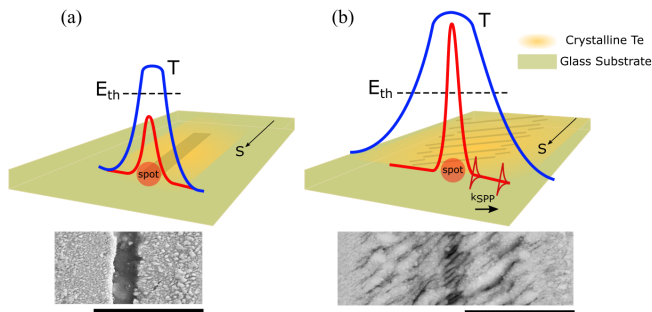 (a)
(b)
T
E_th
S
spot
T
E_th
S
spot
k_SPP
Crystalline Te
Glass Substrate